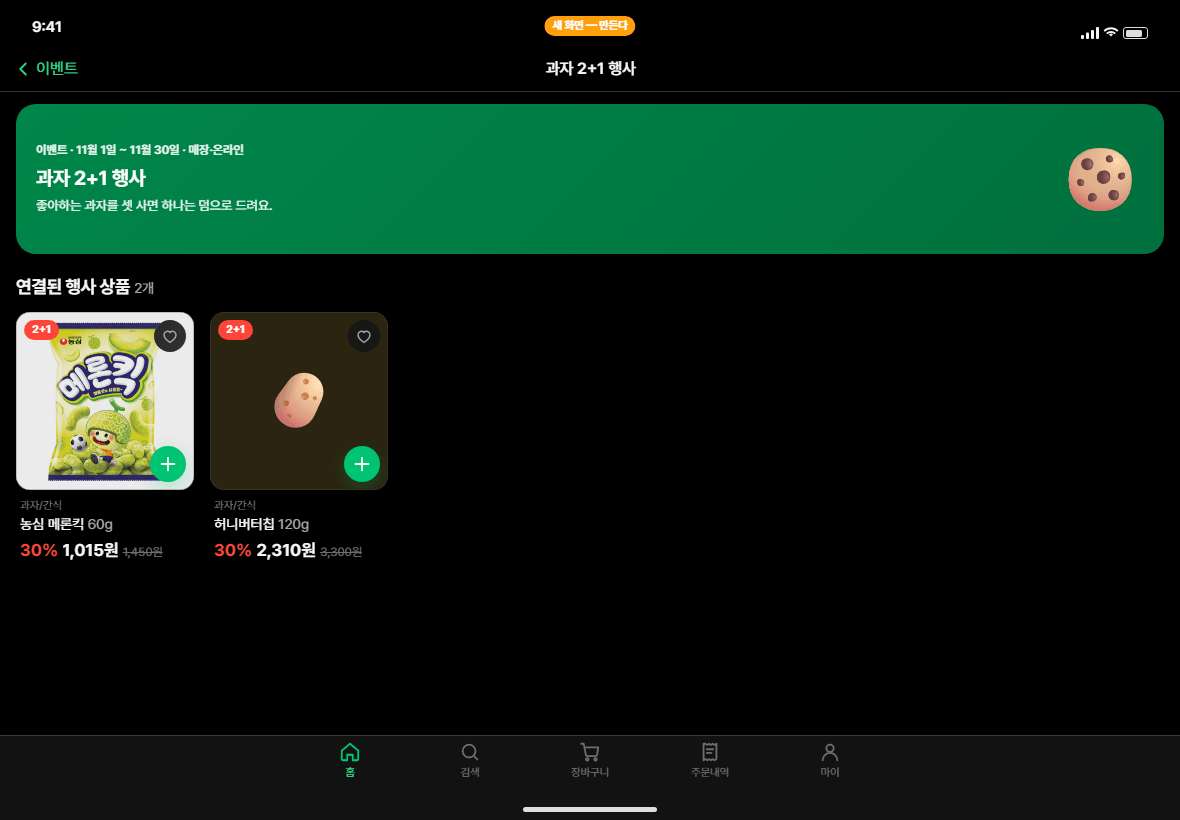 9:41
새 화면 — 만든다
이벤트
과자 2+1 행사
이벤트 · 11월 1일 ~ 11월 30일 · 매장·온라인
과자 2+1 행사
좋아하는 과자를 셋 사면 하나는 덤으로 드려요.
연결된 행사 상품 2개
2+1
농심
메론킥
2+1
과자/간식
농심 메론킥 60g
30% 1,015원 1,450원
과자/간식
허니버터칩 120g
30% 2,310원 3,300원
홈
검색
장바구니
주문내역
마이